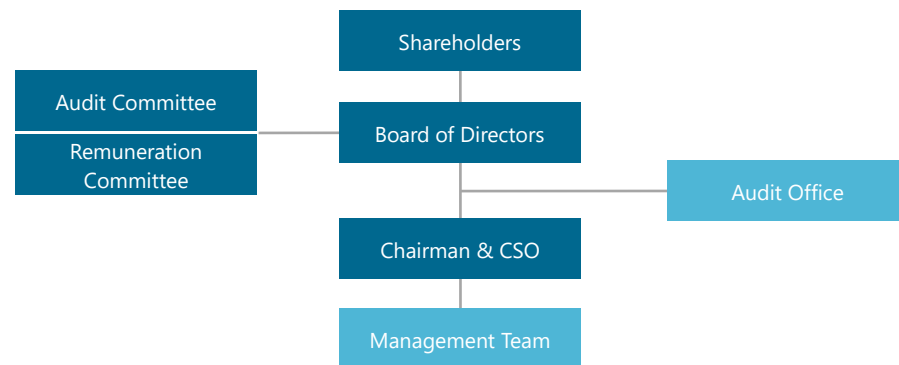 Shareholders
Audit Committee
Board of Directors
Remuneration
Committee
Audit Office
Chairman & CSO
Management Team